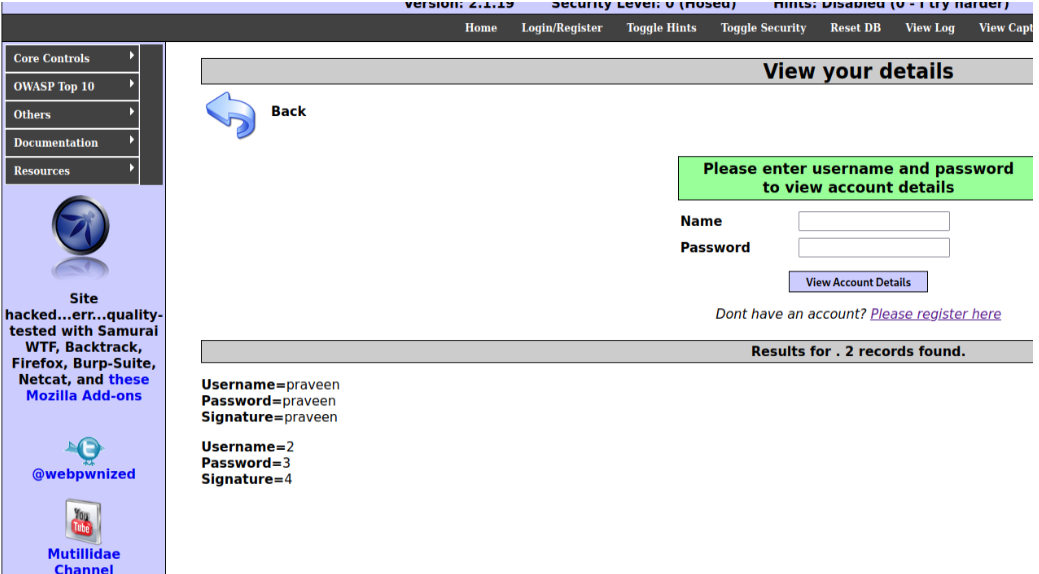 Version: 2.1.19 Security Level: 0 (Hosed) Hints: Disabled (0 - I try harder)
Home Login/Register Toggle Hints Toggle Security Reset DB View Log View Capt
Core Controls
OWASP Top 10
Others
Documentation
Resources
Site
hacked...err...quality-
tested with Samurai
WTF, Backtrack,
Firefox, Burp-Suite,
Netcat, and these
Mozilla Add-ons
@webpwnized
You
Tube
Mutillidae
Channel
View your details
Back
Please enter username and password
to view account details
Name
Password
View Account Details
Dont have an account? Please register here
Results for . 2 records found.
Username=praveen
Password=praveen
Signature=praveen
Username=2
Password=3
Signature=4